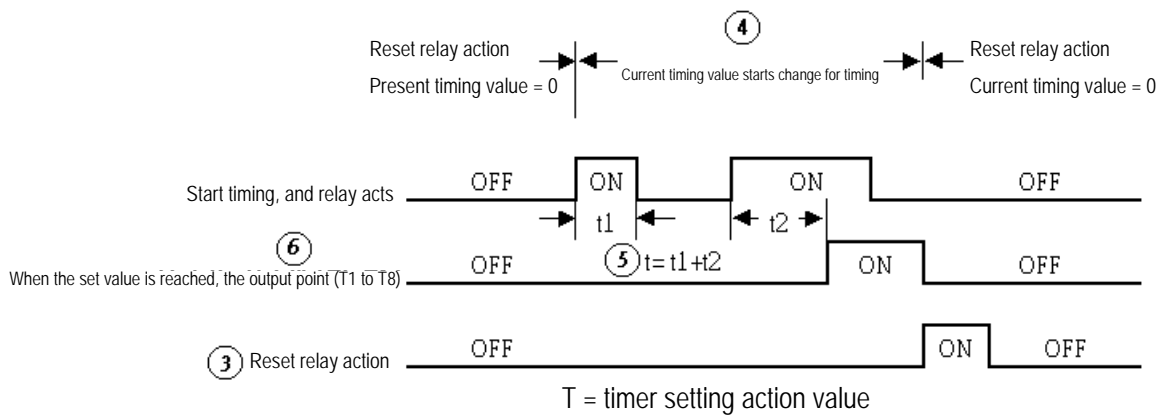 4
Reset relay action
Present timing value = 0
Current timing value starts change for timing
Reset relay action
Current timing value = 0
Start timing, and relay acts
OFF ON ON OFF
t1 t2
6
When the set value is reached, the output point (T1 to T8)
OFF 5 t= t1+t2 ON OFF
3 Reset relay action
OFF ON OFF
T = timer setting action value